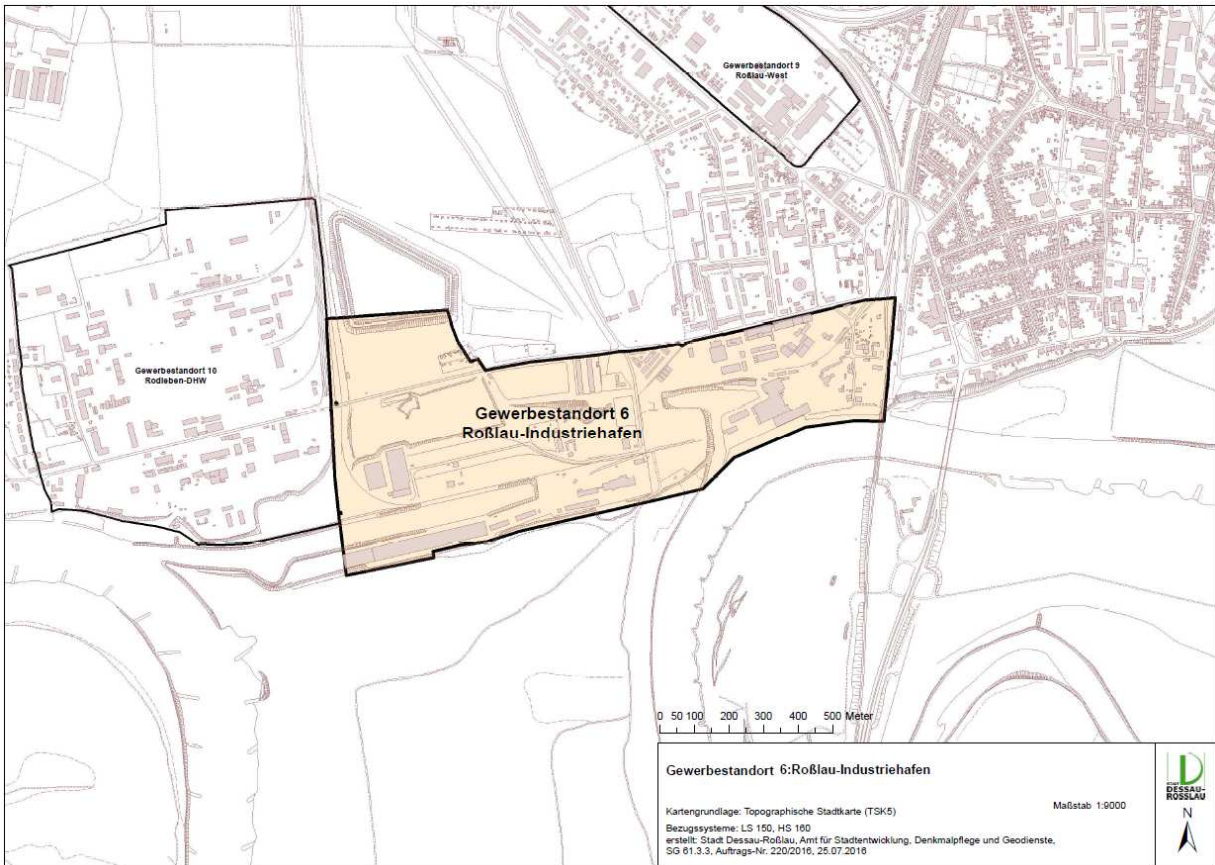 Gewerbestandort 9
Roßlau-West
Gewerbestandort 10
Rodleben-DHW
Gewerbestandort 6
Roßlau-Industriehafen
0 50 100 200 300 400 500 Meter
Gewerbestandort 6:Roßlau-Industriehafen
Kartengrundlage: Topographische Stadtkarte (TSK5)
Maßstab 1:9000
Bezugssysteme: LS 150, HS 160
erstellt: Stadt Dessau-Roßlau, Amt für Stadtentwicklung, Denkmalpflege und Geodienste,
SG 61.3.3, Auftrags-Nr. 220/2016, 25.07.2016
STADT
DESSAU-
ROSSLAU
N